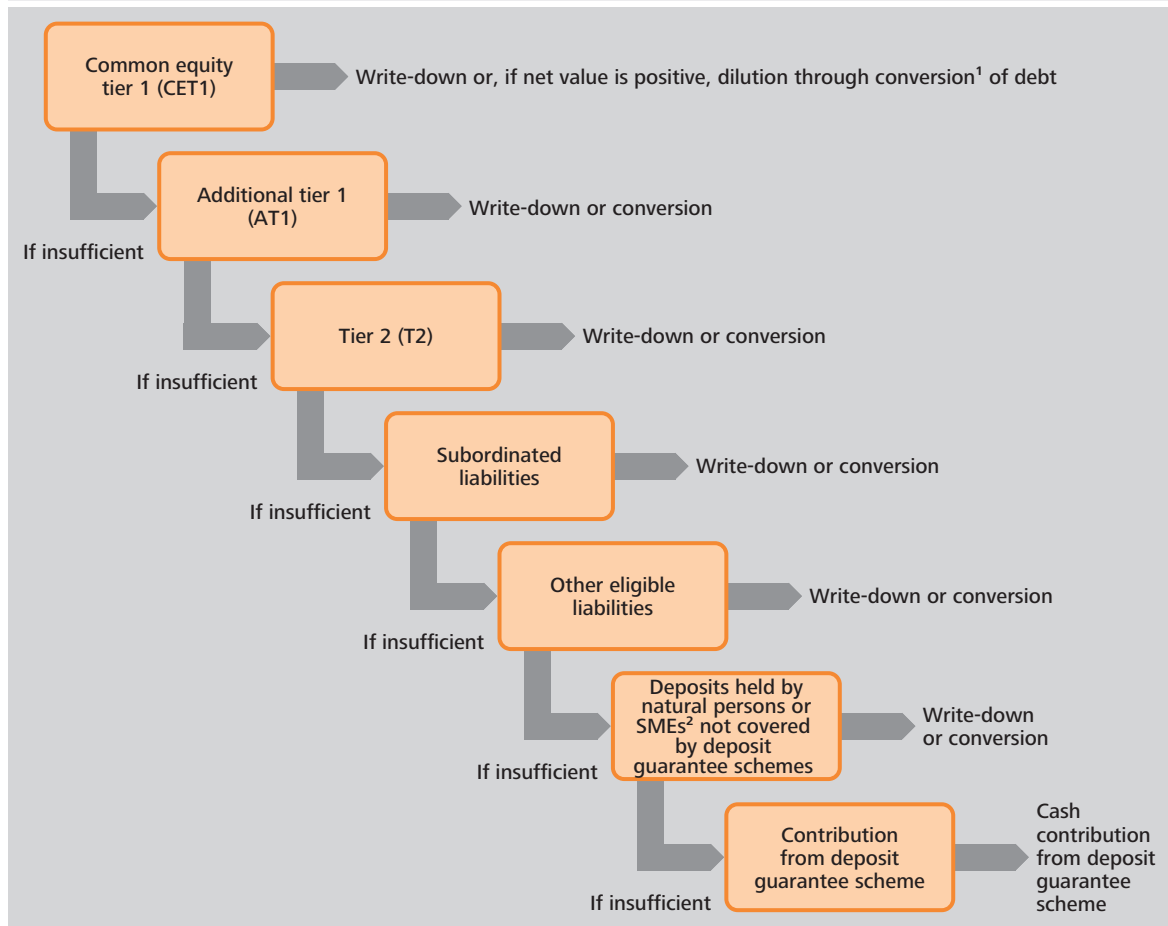 Common equity
tier 1 (CET1)
Write-down or, if net value is positive, dilution through conversion¹ of debt
Additional tier 1
(AT1)
Write-down or conversion
If insufficient
Tier 2 (T2)
Write-down or conversion
If insufficient
Subordinated
liabilities
Write-down or conversion
If insufficient
Other eligible
liabilities
Write-down or conversion
If insufficient
Deposits held by
natural persons or
SMEs² not covered
by deposit
guarantee schemes
Write-down
or conversion
If insufficient
Contribution
from deposit
guarantee scheme
Cash
contribution
from deposit
guarantee
scheme
If insufficient